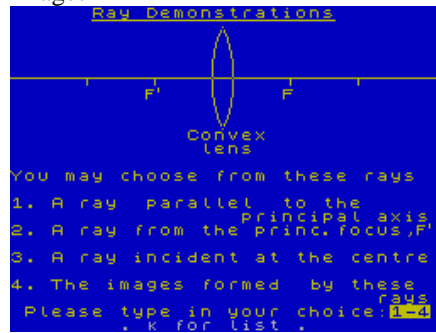 Ray Demonstrations
F' F
Convex
lens
You may choose from these rays
1. A ray parallel to the
principal axis
2. A ray from the princ.focus,F'
3. A ray incident at the centre
4. The images formed by these
rays
Please type in your choice:1-4
. K for list .